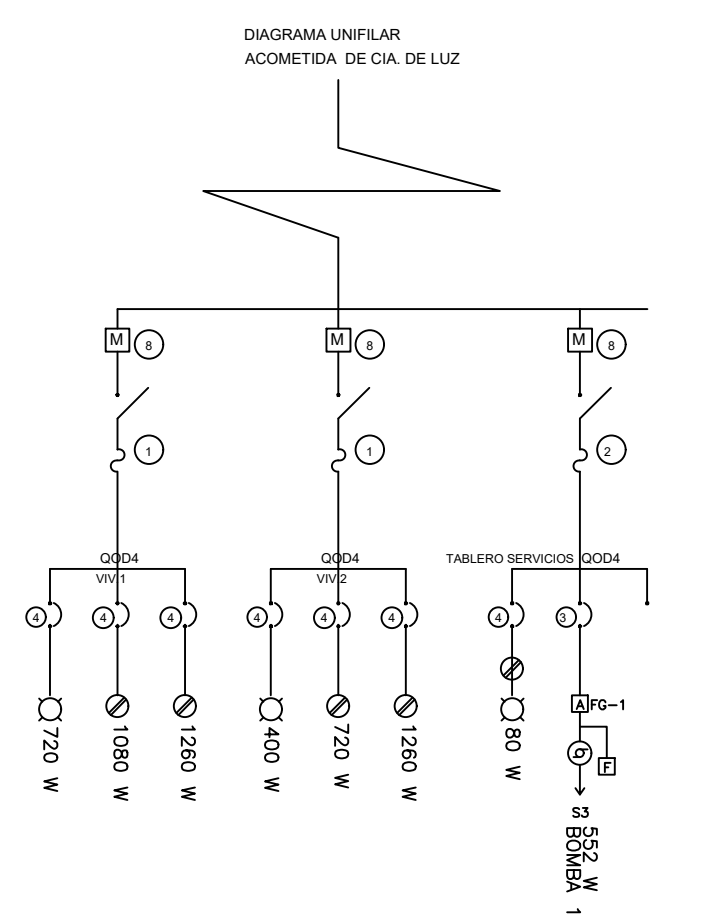 DIAGRAMA UNIFILAR
ACOMETIDA DE CIA. DE LUZ
M 8
M 8
M 8
1
1
2
QOD4
VIV.1
QOD4
VIV.2
TABLERO SERVICIOS QOD4
4
4
4
4
4
4
4
3
A FG-1
F
S3
720 W
1080 W
1260 W
400 W
720 W
1260 W
80 W
552 W
BOMBA 1